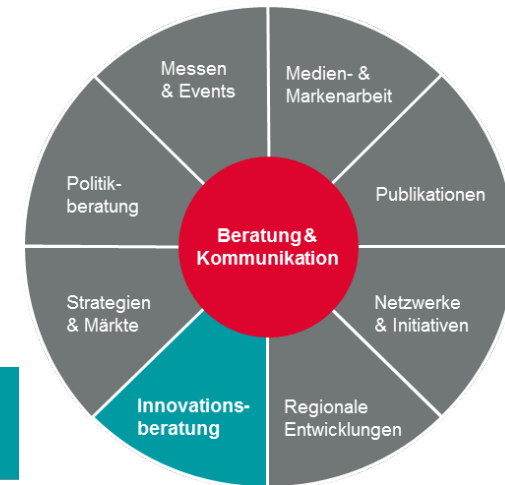 Messen
& Events
Medien- &
Markenarbeit
Politik-
beratung
Publikationen
Beratung &
Kommunikation
Strategien
& Märkte
Netzwerke
& Initiativen
Innovations-
beratung
Regionale
Entwicklungen